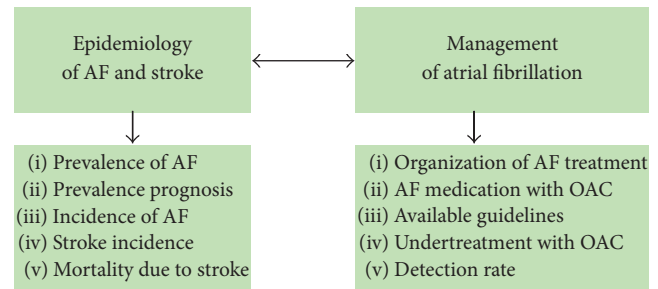 Epidemiology
of AF and stroke
Management
of atrial fibrillation
(i) Prevalence of AF
(ii) Prevalence prognosis
(iii) Incidence of AF
(iv) Stroke incidence
(v) Mortality due to stroke
(i) Organization of AF treatment
(ii) AF medication with OAC
(iii) Available guidelines
(iv) Undertreatment with OAC
(v) Detection rate